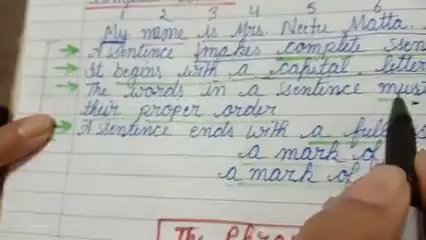 1 2 3 4 5 6
My name is Mrs. Neetu Matta.
A sentence makes complete
It begins with a capital letter
The words in a sentence must
their proper order
A sentence ends with a full
a mark of
a mark of
The